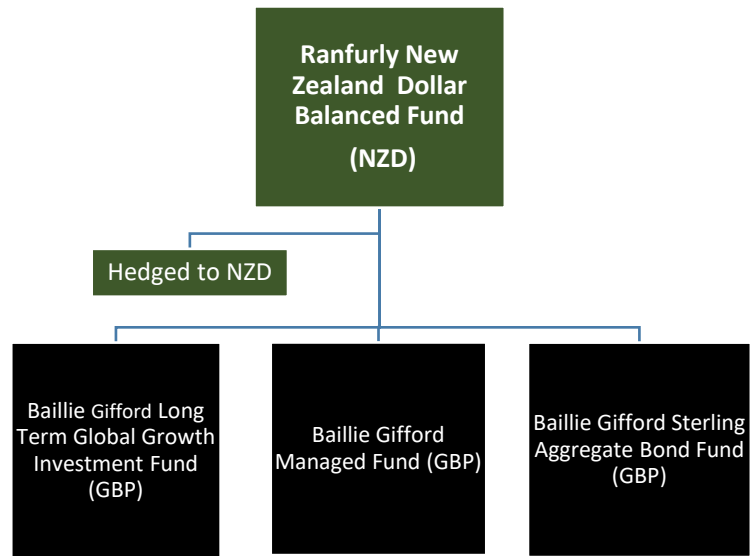 Ranfurly New
Zealand Dollar
Balanced Fund
(NZD)
Hedged to NZD
Baillie Gifford Long
Term Global Growth
Investment Fund
(GBP)
Baillie Gifford
Managed Fund (GBP)
Baillie Gifford Sterling
Aggregate Bond Fund
(GBP)